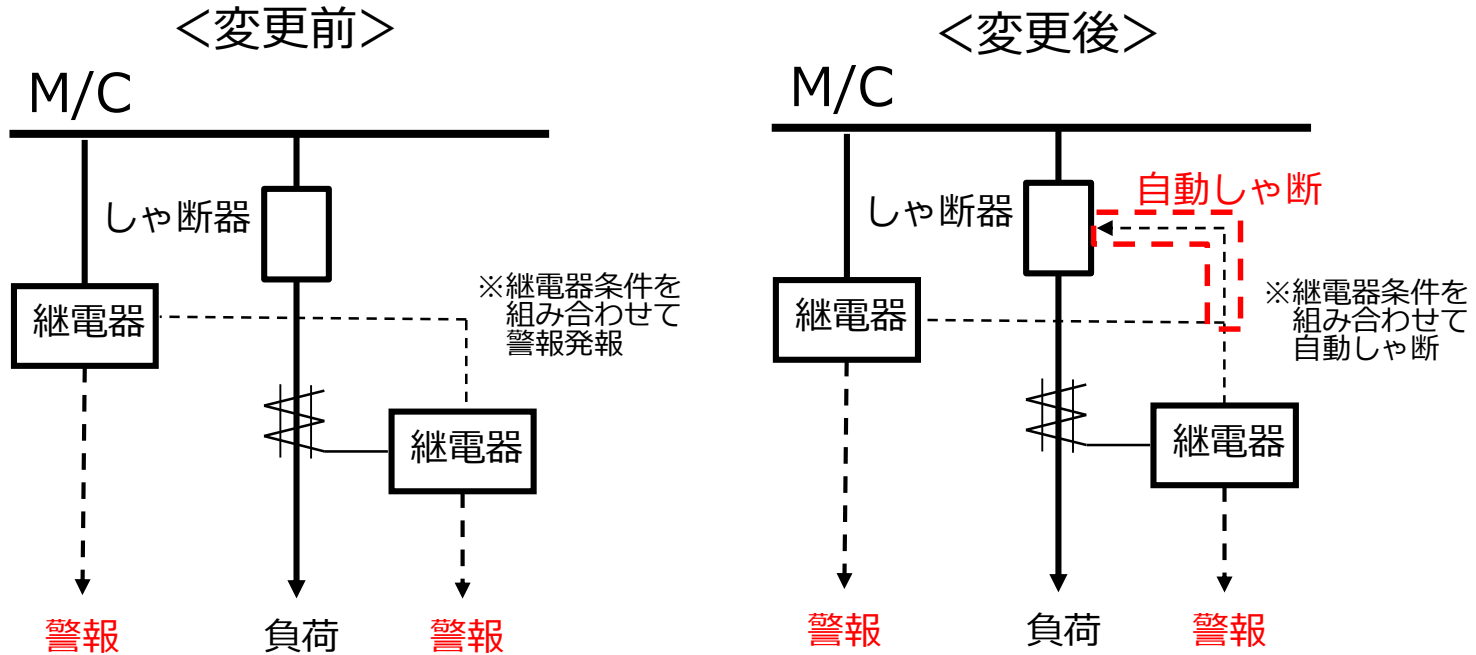 ＜変更前＞
M/C
しゃ断器
継電器
※継電器条件を
組み合わせて
警報発報
継電器
警報
負荷
警報
＜変更後＞
M/C
自動しゃ断
しゃ断器
継電器
※継電器条件を
組み合わせて
自動しゃ断
継電器
警報
負荷
警報